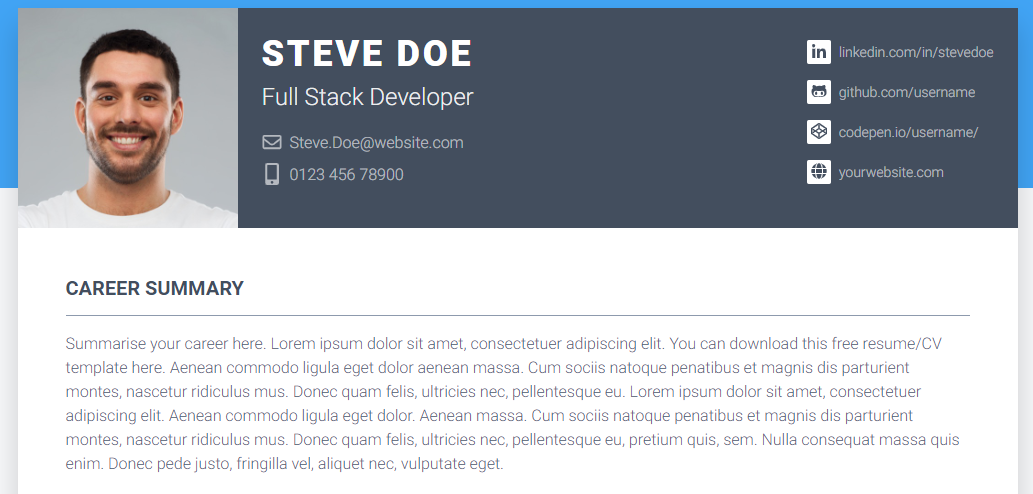 STEVE DOE
Full Stack Developer
Steve.Doe@website.com
0123 456 78900
linkedin.com/in/stevedoe
github.com/username
codepen.io/username/
yourwebsite.com
CAREER SUMMARY
Summarise your career here. Lorem ipsum dolor sit amet, consectetuer adipiscing elit. You can download this free resume/CV
template here. Aenean commodo ligula eget dolor aenean massa. Cum sociis natoque penatibus et magnis dis parturient
montes, nascetur ridiculus mus. Donec quam felis, ultricies nec, pellentesque eu. Lorem ipsum dolor sit amet, consectetuer
adipiscing elit. Aenean commodo ligula eget dolor. Aenean massa. Cum sociis natoque penatibus et magnis dis parturient
montes, nascetur ridiculus mus. Donec quam felis, ultricies nec, pellentesque eu, pretium quis, sem. Nulla consequat massa quis
enim. Donec pede justo, fringilla vel, aliquet nec, vulputate eget.